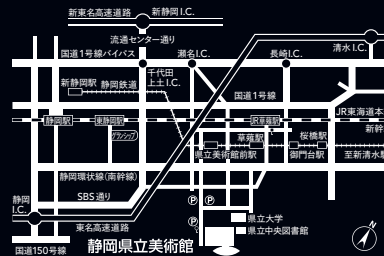 新東名高速道路
新静岡I.C.
流通センター通り
清水I.C.
国道1号線バイパス
瀬名I.C.
長崎I.C.
千代田
上土I.C.
新静岡駅
静岡鉄道
国道1号線
JR東海道本
静岡駅
東静岡駅
JR草薙駅
グランシップ
草薙駅
桜橋駅
新幹
県立美術館前駅
御門台駅
至新清水
静岡環状線(南幹線)
静岡
I.C.
SBS通り
P
P
P
県立大学
東名高速道路
県立中央図書館
国道150号線
静岡県立美術館
N